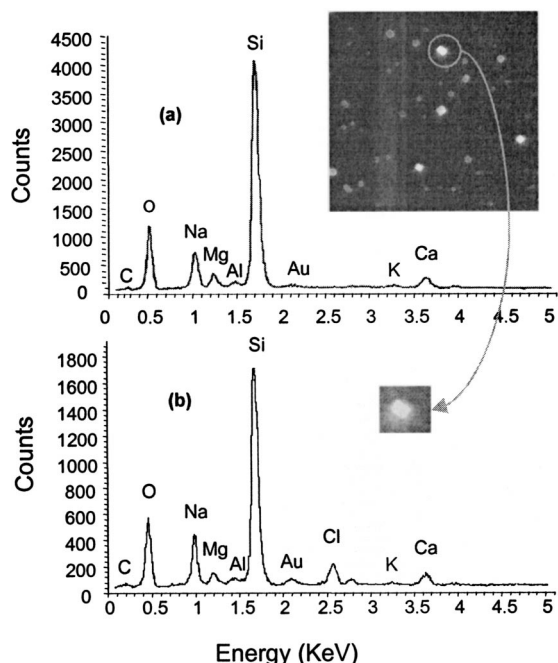 4500
4000
3500
3000
2500
2000
1500
1000
500
0
Counts
(a)
C
O
Na
Mg
Al
Si
Au
K
Ca
0 0.5 1 1.5 2 2.5 3 3.5 4 4.5 5
1800
1600
1400
1200
1000
800
600
400
200
0
Counts
(b)
C
O
Na
Mg
Al
Si
Au
Cl
K
Ca
0 0.5 1 1.5 2 2.5 3 3.5 4 4.5 5
Energy (KeV)